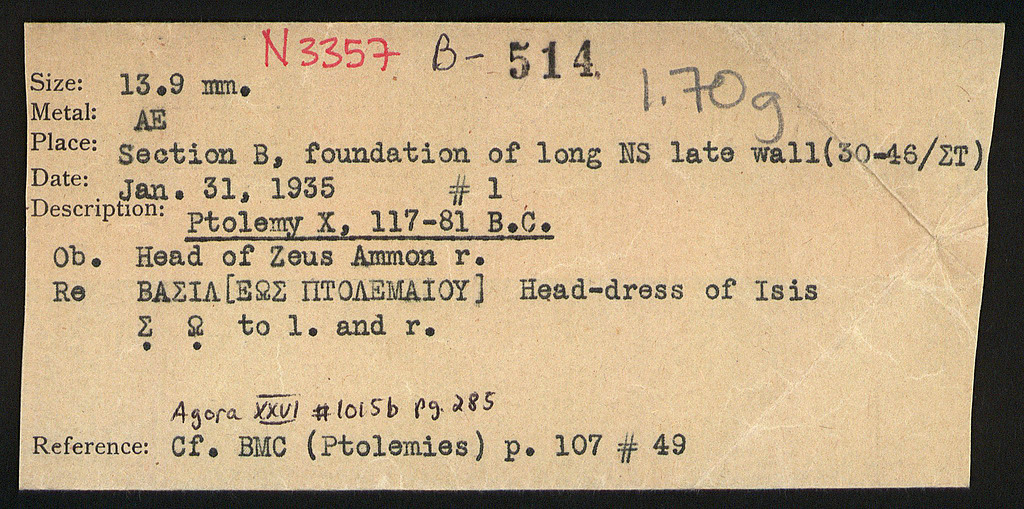 N3357 B- 514.
1.70g
Size: 13.9 mm.
Metal: AE
Place: Section B, foundation of long NS late wall(30-46/ΣΤ)
Date: Jan. 31, 1935 # 1
Description: Ptolemy X, 117-81 B.C.
Ob. Head of Zeus Ammon r.
Re ΒΑΣΙΛ[ΕΩΣ ΠΤΟΛΕΜΑΙΟΥ] Head-dress of Isis
Σ̣ Ω̣ to l. and r.
Agora XXVI #1015b pg. 285
Reference: Cf. BMC (Ptolemies) p. 107 # 49